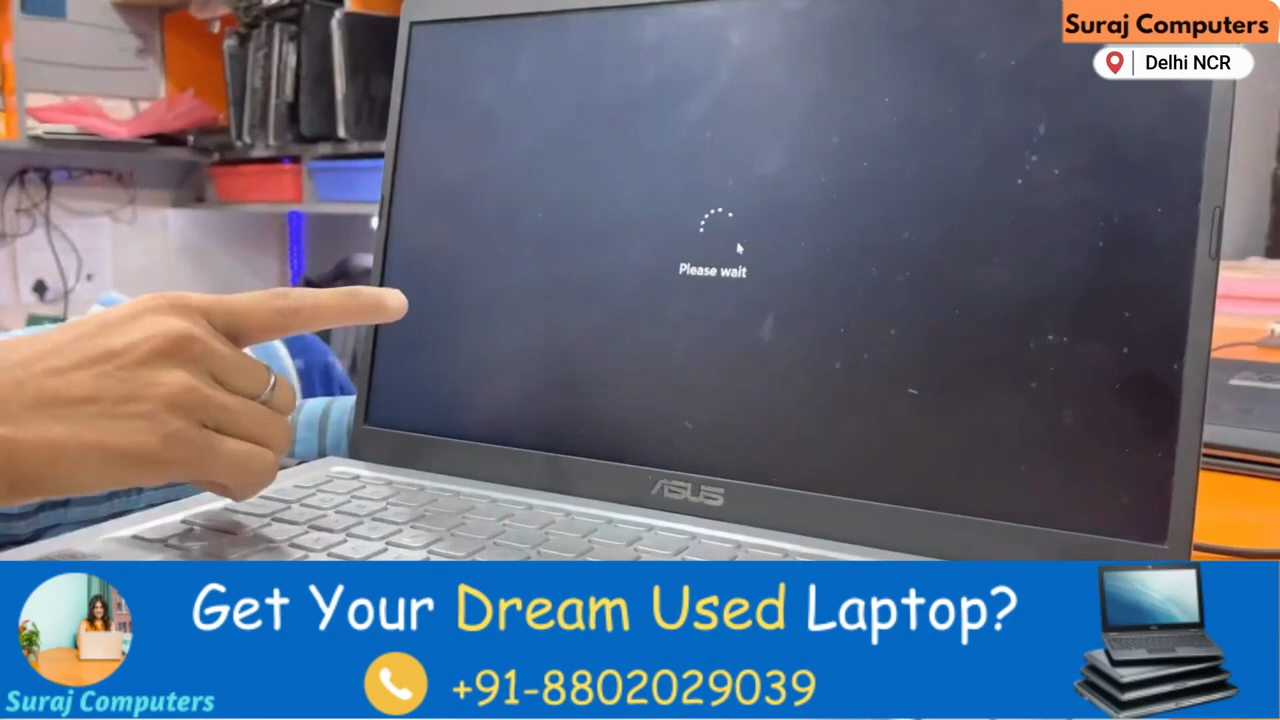 Suraj Computers
Delhi NCR
Please wait
ASUS
Get Your Dream Used Laptop?
+91-8802029039
Suraj Computers